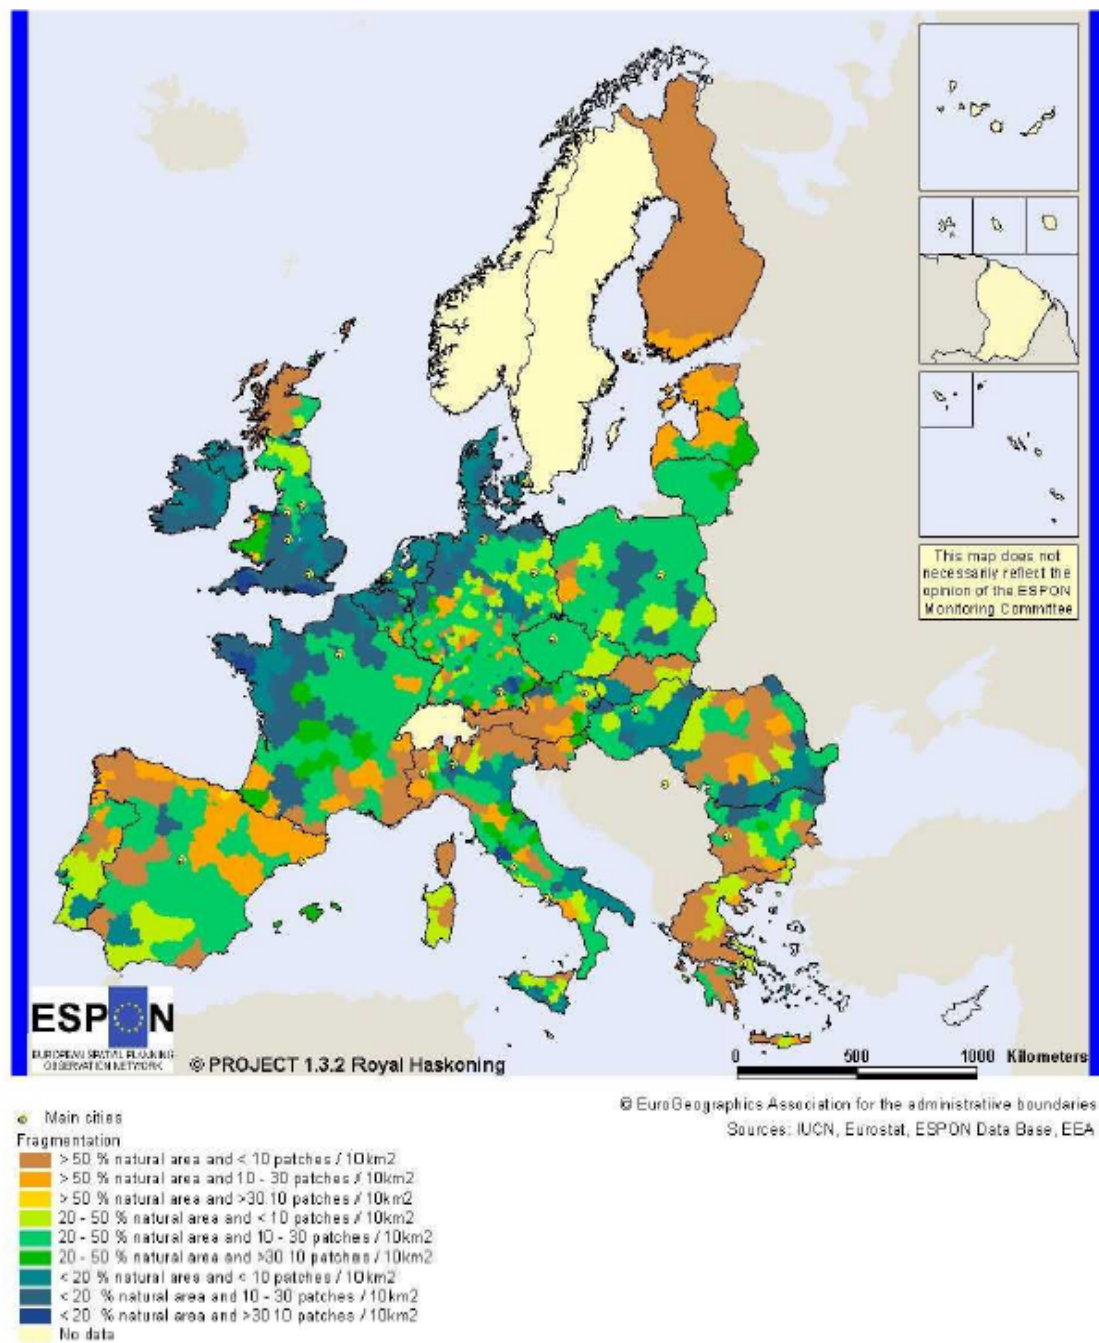 This map does not
necessarily reflect the
opinion of the ESPON
Monitoring Committee
ESPON
EUROPEAN SPATIAL PLANNING
OBSERVATION NETWORK
© PROJECT 1.3.2 Royal Haskoning
0 500 1000 Kilometers
© EuroGeographics Association for the administratiive boundaries
Sources: IUCN, Eurostat, ESPON Data Base, EEA
Main cities
Fragmentation
> 50 % natural area and < 10 patches / 10km2
> 50 % natural area and 10 - 30 patches / 10km2
> 50 % natural area and >30 10 patches / 10km2
20 - 50 % natural area and < 10 patches / 10km2
20 - 50 % natural area and 10 - 30 patches / 10km2
20 - 50 % natural area and >30 10 patches / 10km2
< 20 % natural area and < 10 patches / 10km2
< 20 % natural area and 10 - 30 patches / 10km2
< 20 % natural area and >30 10 patches / 10km2
No data